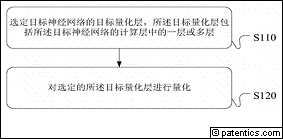 选定目标神经网络的目标量化层，所述目标量化层包
括所述目标神经网络的计算层中的一层或多层
S110
对选定的所述目标量化层进行量化
S120
© patentics.com